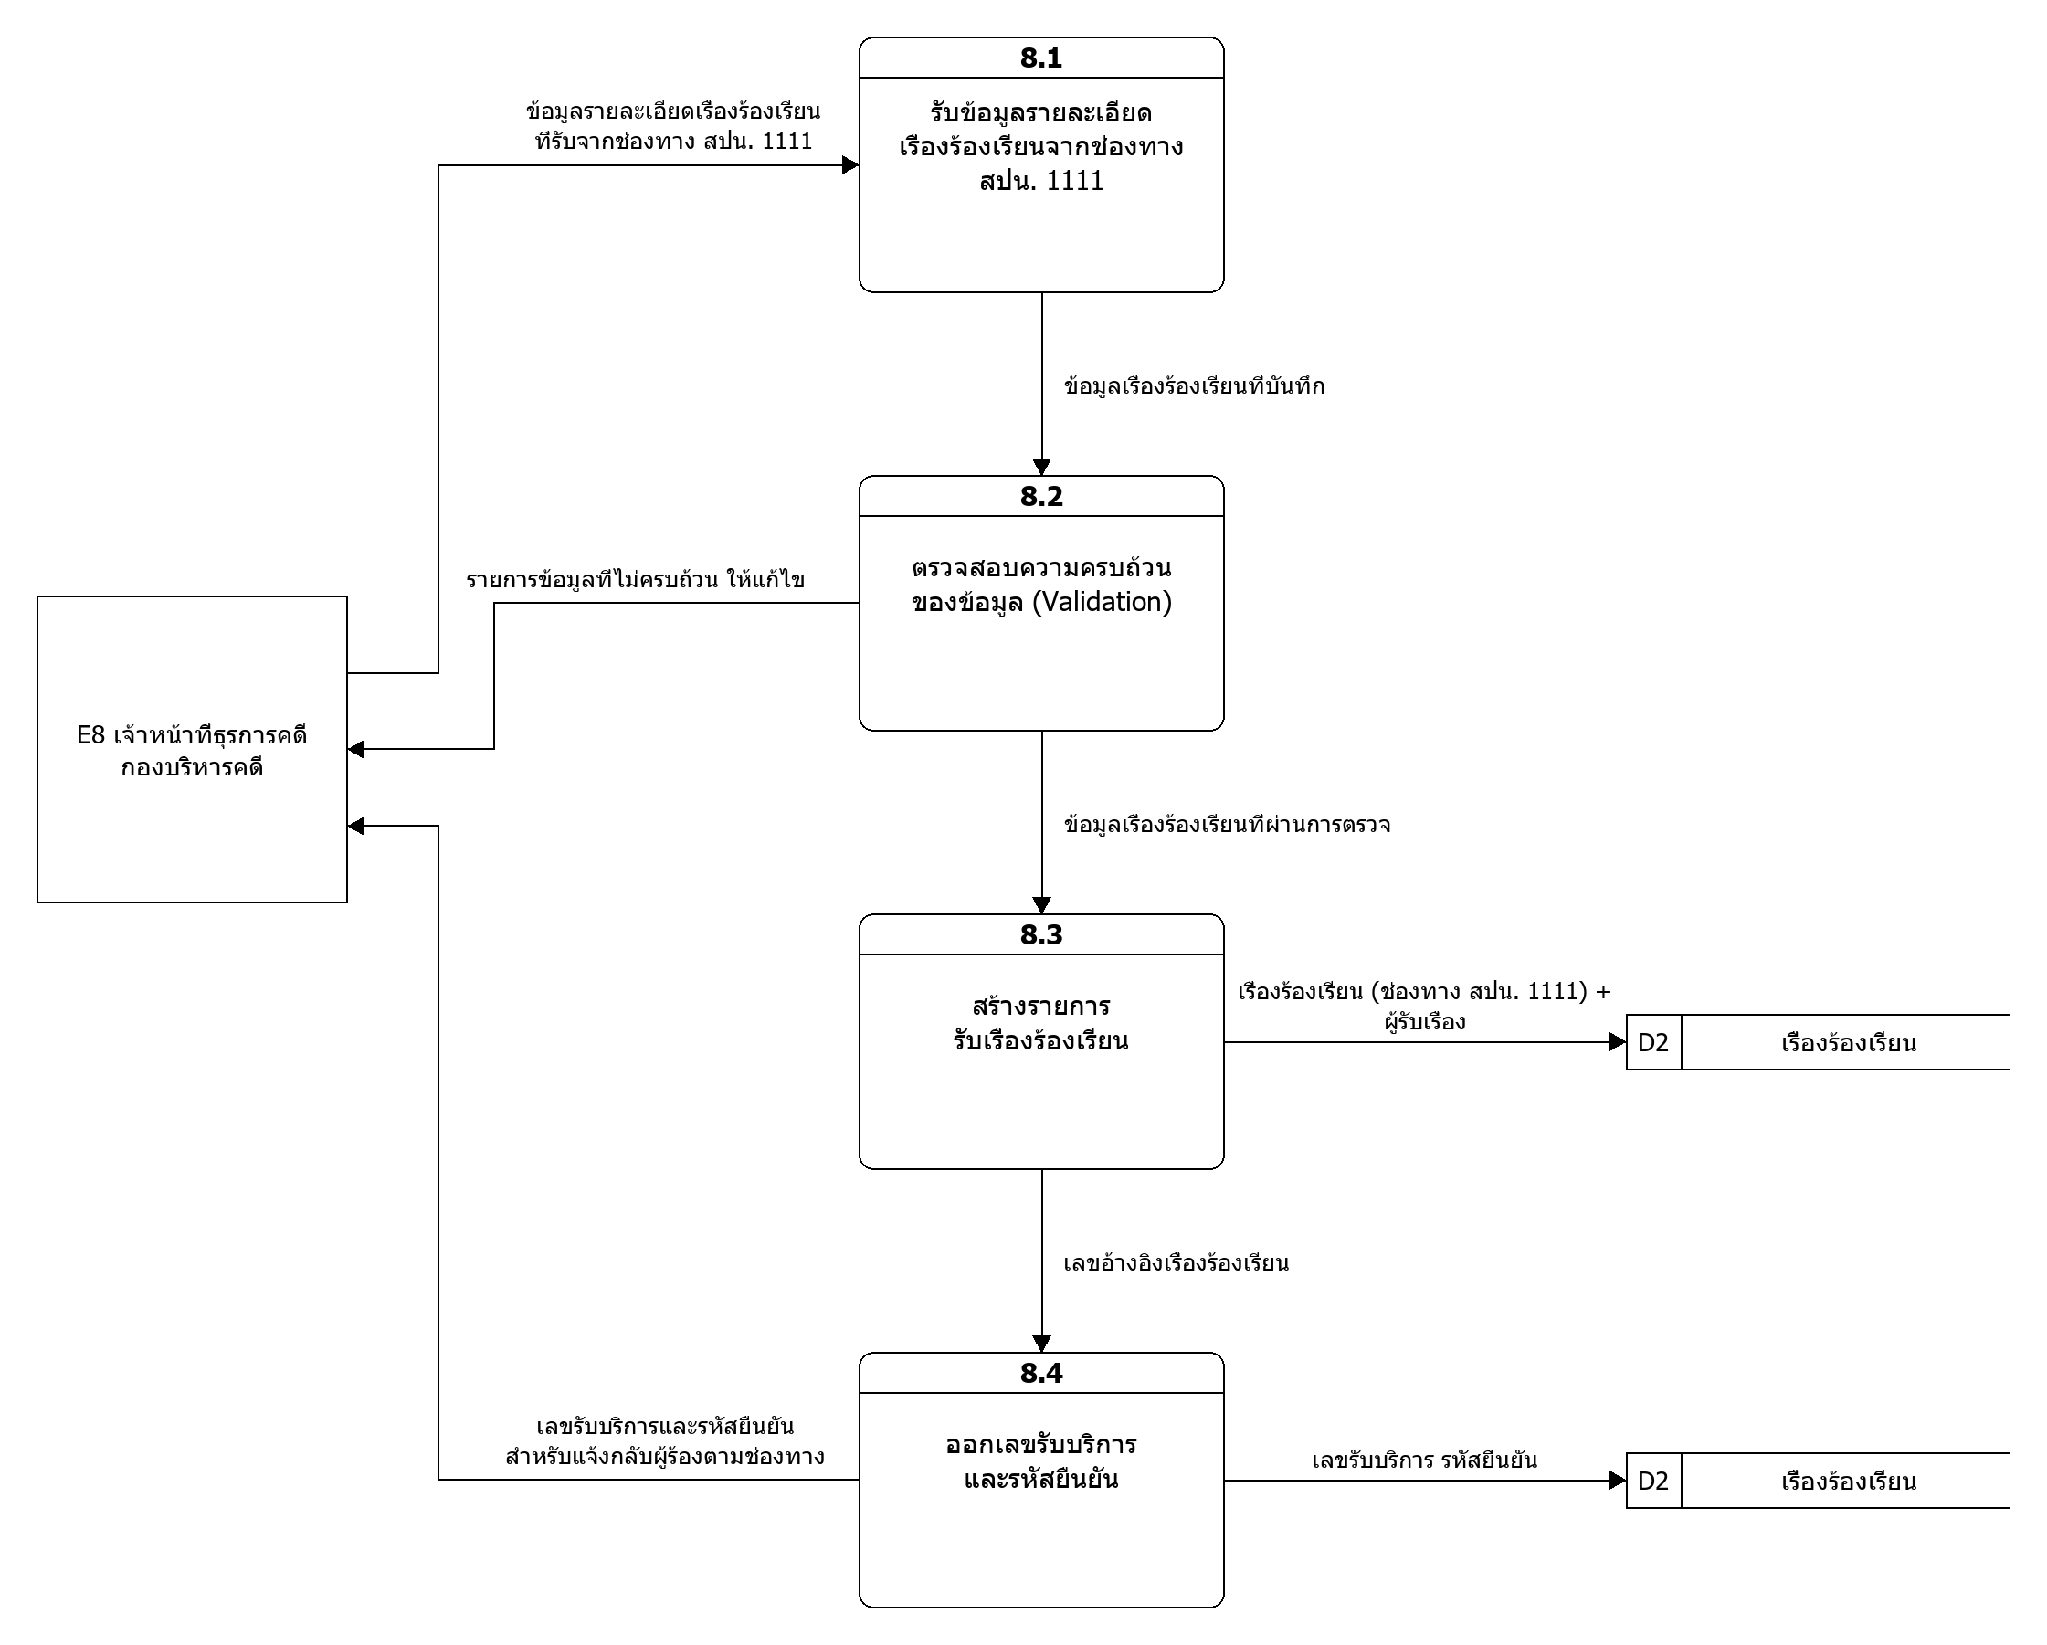 8.1
ข้อมูลรายละเอียดเรื่องร้องเรียน
ที่รับจากช่องทาง สปน. 1111
รับข้อมูลรายละเอียด
เรื่องร้องเรียนจากช่องทาง
สปน. 1111
ข้อมูลเรื่องร้องเรียนที่บันทึก
8.2
รายการข้อมูลที่ไม่ครบถ้วน ให้แก้ไข
ตรวจสอบความครบถ้วน
ของข้อมูล (Validation)
E8 เจ้าหน้าที่ธุรการคดี
กองบริหารคดี
ข้อมูลเรื่องร้องเรียนที่ผ่านการตรวจ
8.3
สร้างรายการ
รับเรื่องร้องเรียน
เรื่องร้องเรียน (ช่องทาง สปน. 1111) +
ผู้รับเรื่อง
D2 เรื่องร้องเรียน
เลขอ้างอิงเรื่องร้องเรียน
8.4
เลขรับบริการและรหัสยืนยัน
สำหรับแจ้งกลับผู้ร้องตามช่องทาง
ออกเลขรับบริการ
และรหัสยืนยัน
เลขรับบริการ รหัสยืนยัน
D2 เรื่องร้องเรียน